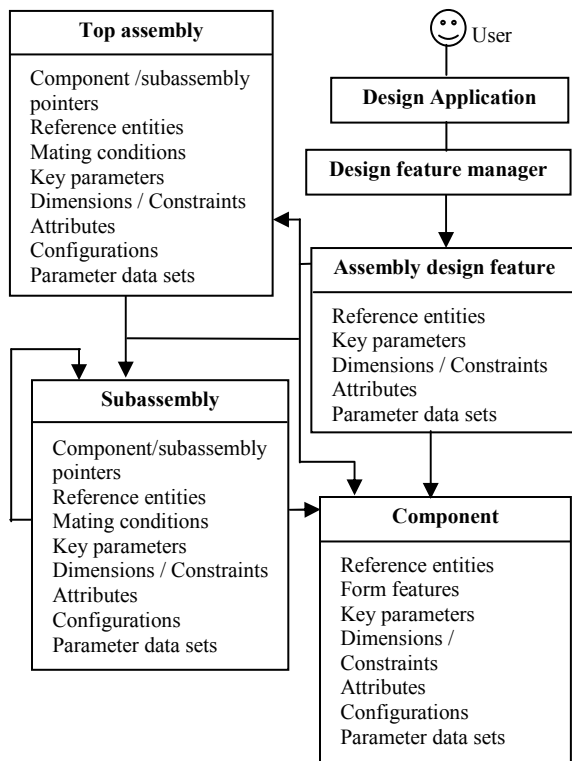 Top assembly
Component /subassembly
pointers
Reference entities
Mating conditions
Key parameters
Dimensions / Constraints
Attributes
Configurations
Parameter data sets
User
Design Application
Design feature manager
Assembly design feature
Reference entities
Key parameters
Dimensions / Constraints
Attributes
Parameter data sets
Subassembly
Component/subassembly
pointers
Reference entities
Mating conditions
Key parameters
Dimensions / Constraints
Attributes
Configurations
Parameter data sets
Component
Reference entities
Form features
Key parameters
Dimensions /
Constraints
Attributes
Configurations
Parameter data sets